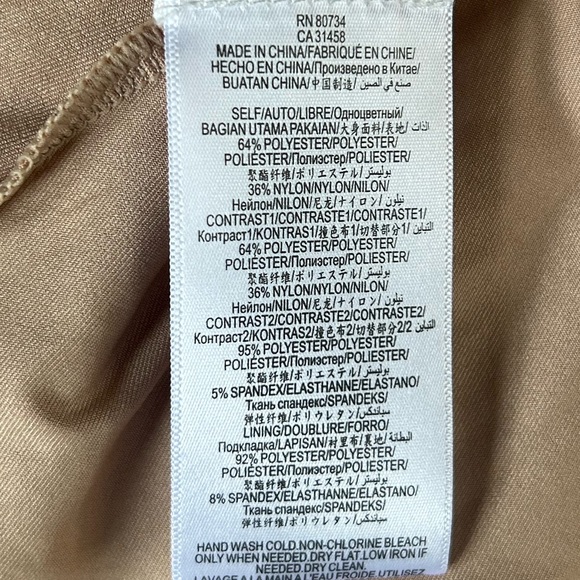 RN 80734
CA 31458
MADE IN CHINA/FABRIQUÉ EN CHINE/
HECHO EN CHINA/Произведено в Китае/
BUATAN CHINA/中国制造/ صنع في الصين/
SELF/AUTO/LIBRE/Одноцветный/
BAGIAN UTAMA PAKAIAN/大身面料/表地/ الذات/
64% POLYESTER/POLYESTER/
POLIÉSTER/Полиэстер/POLIESTER/
聚酯纤维/ポリエステル/ بوليستر/
36% NYLON/NYLON/NILON/
Нейлон/NILON/尼龙/ナイロン/ نيلون/
CONTRAST1/CONTRASTE1/CONTRASTE1/
Контраст1/KONTRAS1/撞色布1/切替部分1/ التباين1/
64% POLYESTER/POLYESTER/
POLIÉSTER/Полиэстер/POLIESTER/
聚酯纤维/ポリエステル/ بوليستر/
36% NYLON/NYLON/NILON/
Нейлон/NILON/尼龙/ナイロン/ نيلون/
CONTRAST2/CONTRASTE2/CONTRASTE2
Контраст2/KONTRAS2/撞色布2/切替部分2/ التباين2/
95% POLYESTER/POLYESTER/
POLIÉSTER/Полиэстер/POLIESTER/
聚酯纤维/ポリエステル/ بوليستر/
5% SPANDEX/ELASTHANNE/ELASTANO/
Ткань спандекс/SPANDEKS/
弹性纤维/ポリウレタン/ سباندكس/
LINING/DOUBLURE/FORRO/
Подкладка/LAPISAN/衬里布/裏地/ البطانة/
92% POLYESTER/POLYESTER/
POLIÉSTER/Полиэстер/POLIESTER/
聚酯纤维/ポリエステル/ بوليستر/
8% SPANDEX/ELASTHANNE/ELASTANO/
Ткань спандекс/SPANDEKS/
弹性纤维/ポリウレタン/ سباندكس/
HAND WASH COLD.NON-CHLORINE BLEACH
ONLY WHEN NEEDED.DRY FLAT.LOW IRON IF
NEEDED.DRY CLEAN.
LAVAGE A LA MAIN A L'EAU FROIDE.UTILISEZ